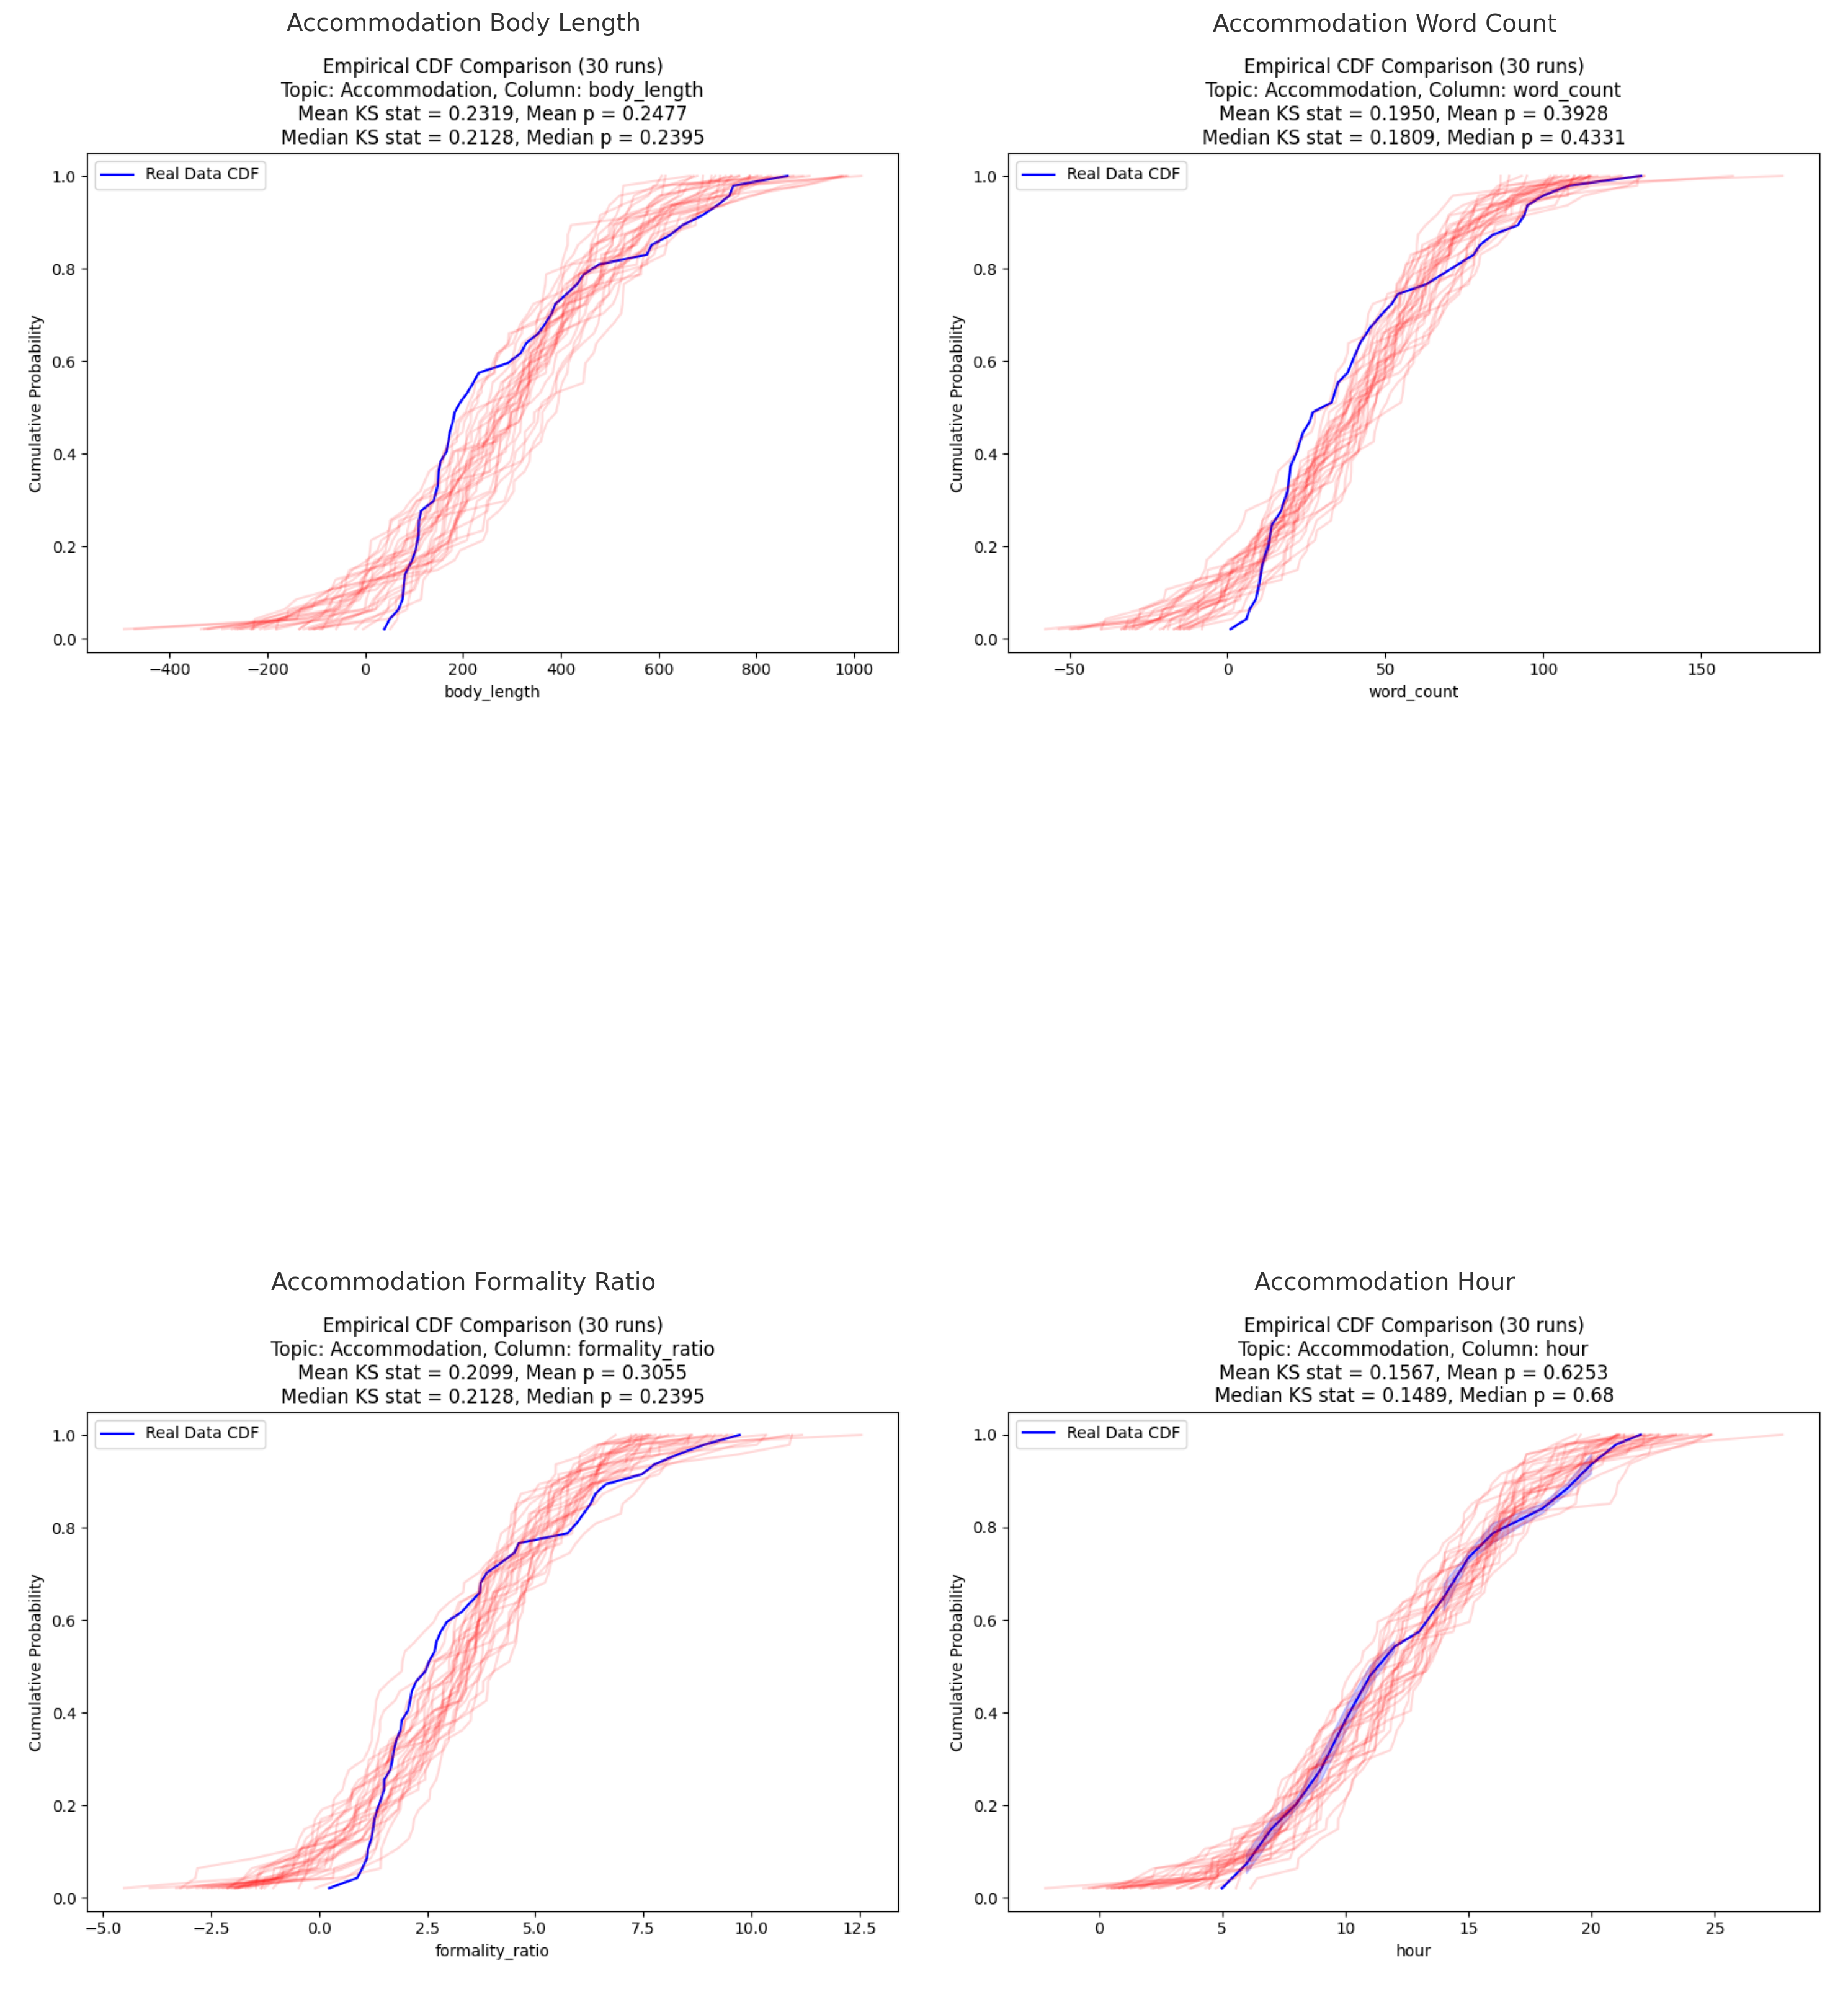 Accommodation Body Length
Empirical CDF Comparison (30 runs)
Topic: Accommodation, Column: body_length
Mean KS stat = 0.2319, Mean p = 0.2477
Median KS stat = 0.2128, Median p = 0.2395
Real Data CDF
1.0
0.8
0.6
0.4
0.2
0.0
Cumulative Probability
−400 −200 0 200 400 600 800 1000
body_length
Accommodation Word Count
Empirical CDF Comparison (30 runs)
Topic: Accommodation, Column: word_count
Mean KS stat = 0.1950, Mean p = 0.3928
Median KS stat = 0.1809, Median p = 0.4331
Real Data CDF
1.0
0.8
0.6
0.4
0.2
0.0
Cumulative Probability
−50 0 50 100 150
word_count
Accommodation Formality Ratio
Empirical CDF Comparison (30 runs)
Topic: Accommodation, Column: formality_ratio
Mean KS stat = 0.2099, Mean p = 0.3055
Median KS stat = 0.2128, Median p = 0.2395
Real Data CDF
1.0
0.8
0.6
0.4
0.2
0.0
Cumulative Probability
−5.0 −2.5 0.0 2.5 5.0 7.5 10.0 12.5
formality_ratio
Accommodation Hour
Empirical CDF Comparison (30 runs)
Topic: Accommodation, Column: hour
Mean KS stat = 0.1567, Mean p = 0.6253
Median KS stat = 0.1489, Median p = 0.68
Real Data CDF
1.0
0.8
0.6
0.4
0.2
0.0
Cumulative Probability
0 5 10 15 20 25
hour